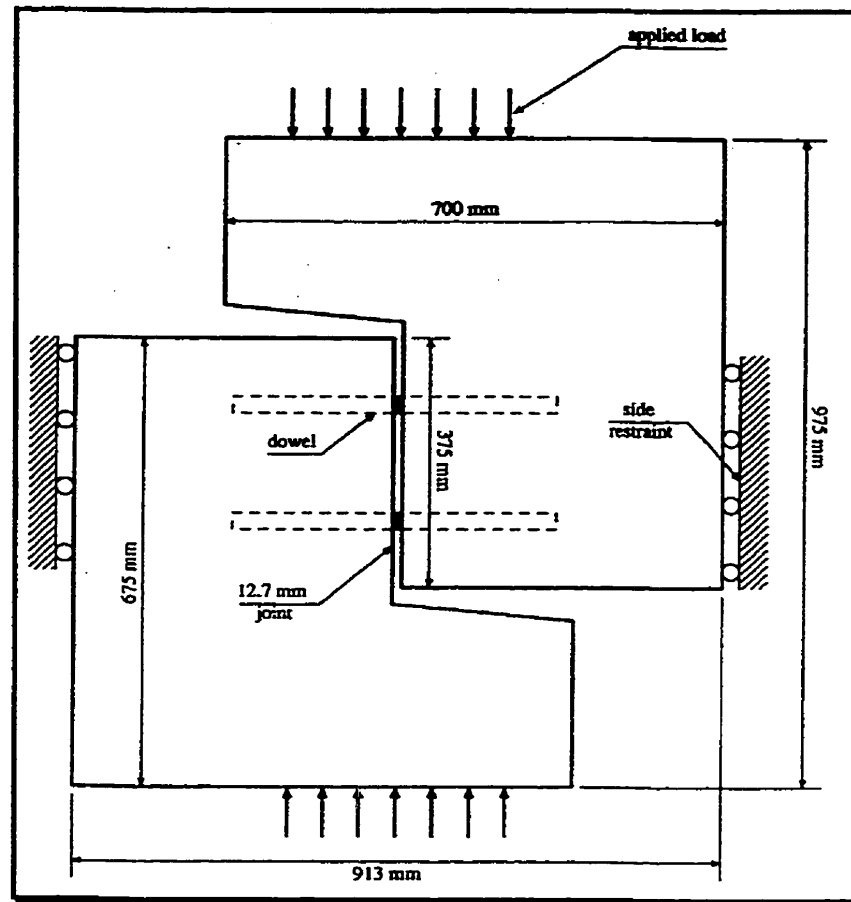 applied load
700 mm
dowel
375 mm
side
restraint
975 mm
675 mm
12.7 mm
joint
913 mm